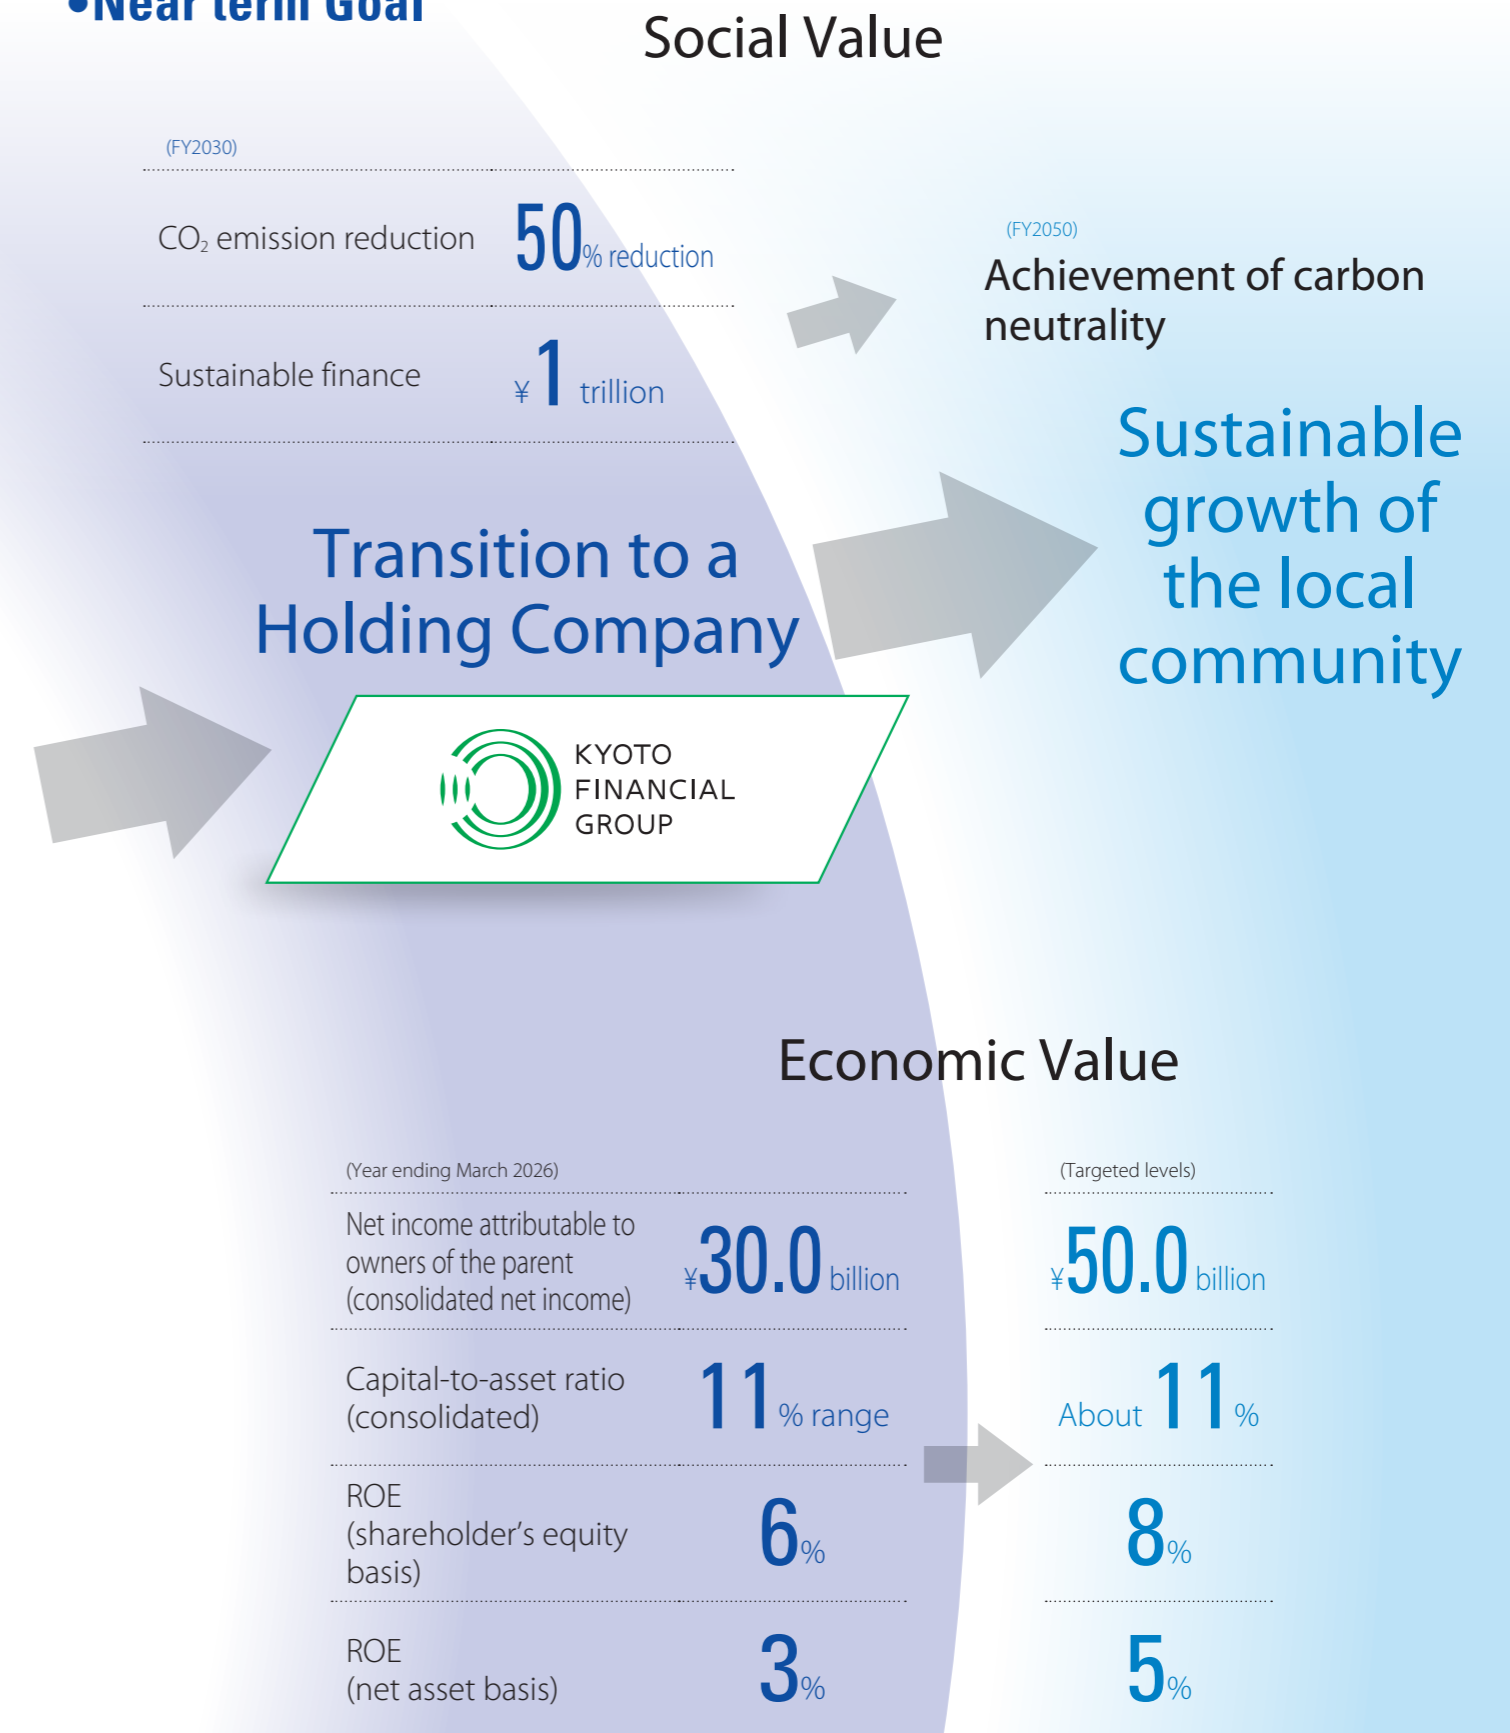 •Near term Goal
Social Value
(FY2030)
CO₂ emission reduction
50% reduction
Sustainable finance
¥1 trillion
(FY2050)
Achievement of carbon
neutrality
Sustainable
growth of
the local
community
Transition to a
Holding Company
KYOTO
FINANCIAL
GROUP
Economic Value
(Year ending March 2026)
(Targeted levels)
Net income attributable to
owners of the parent
(consolidated net income)
¥30.0 billion
¥50.0 billion
Capital-to-asset ratio
(consolidated)
11% range
About 11%
ROE
(shareholder's equity
basis)
6%
8%
ROE
(net asset basis)
3%
5%